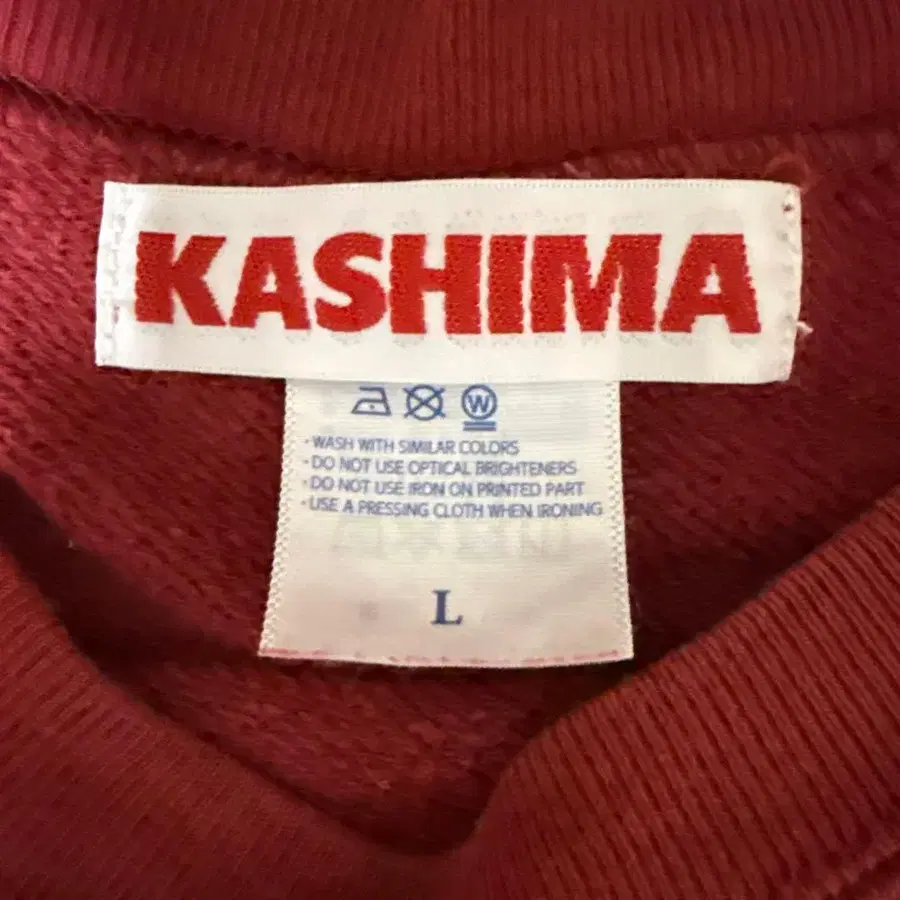 KASHIMA
W
·WASH WITH SIMILAR COLORS
·DO NOT USE OPTICAL BRIGHTENERS
·DO NOT USE IRON ON PRINTED PART
·USE A PRESSING CLOTH WHEN IRONING
L